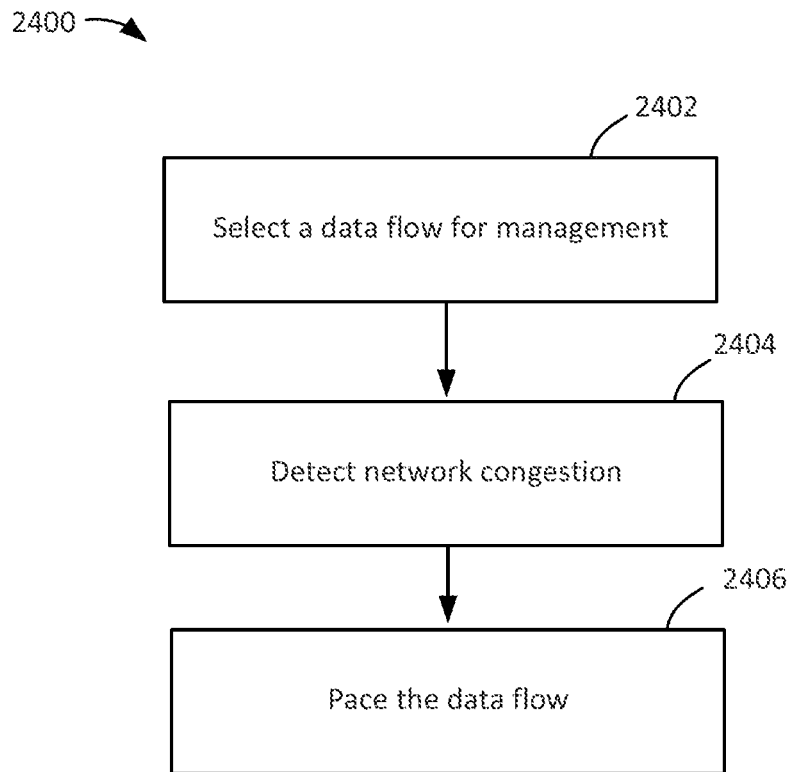 2400
2402
Select a data flow for management
2404
Detect network congestion
2406
Pace the data flow